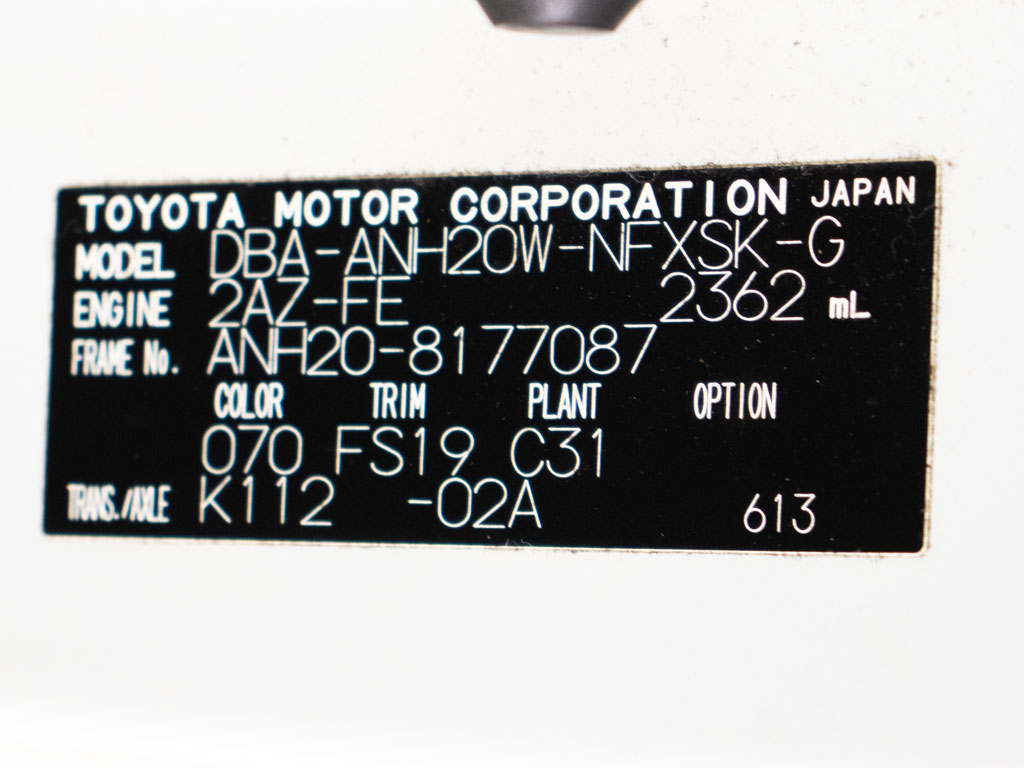 TOYOTA MOTOR CORPORATION JAPAN
MODEL DBA-ANH20W-NFXSK-G
ENGINE 2AZ-FE 2362 mL
FRAME No. ANH20-8177087
COLOR TRIM PLANT OPTION
070 FS19 C31
TRANS./AXLE K112 -02A 613